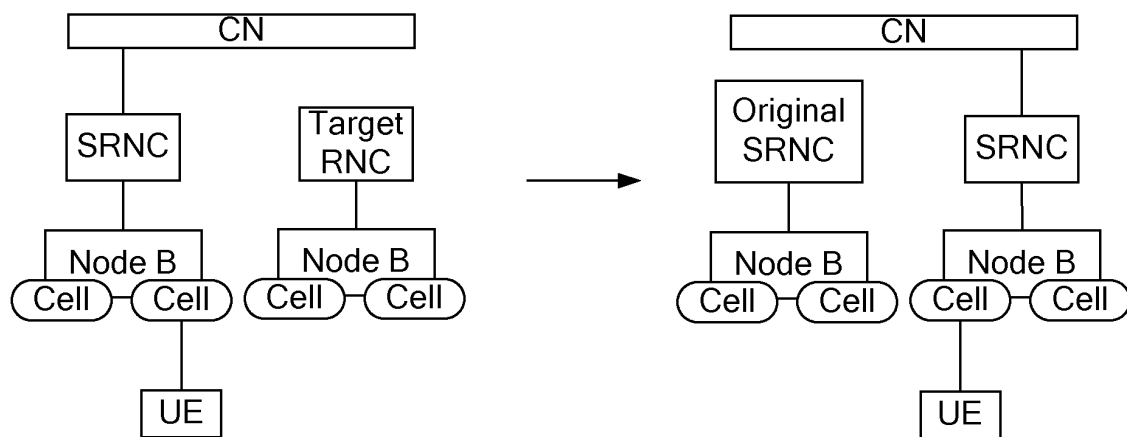 CN
SRNC
Target
RNC
Node B
Cell
Cell
Node B
Cell
Cell
UE
CN
Original
SRNC
SRNC
Node B
Cell
Cell
Node B
Cell
Cell
UE